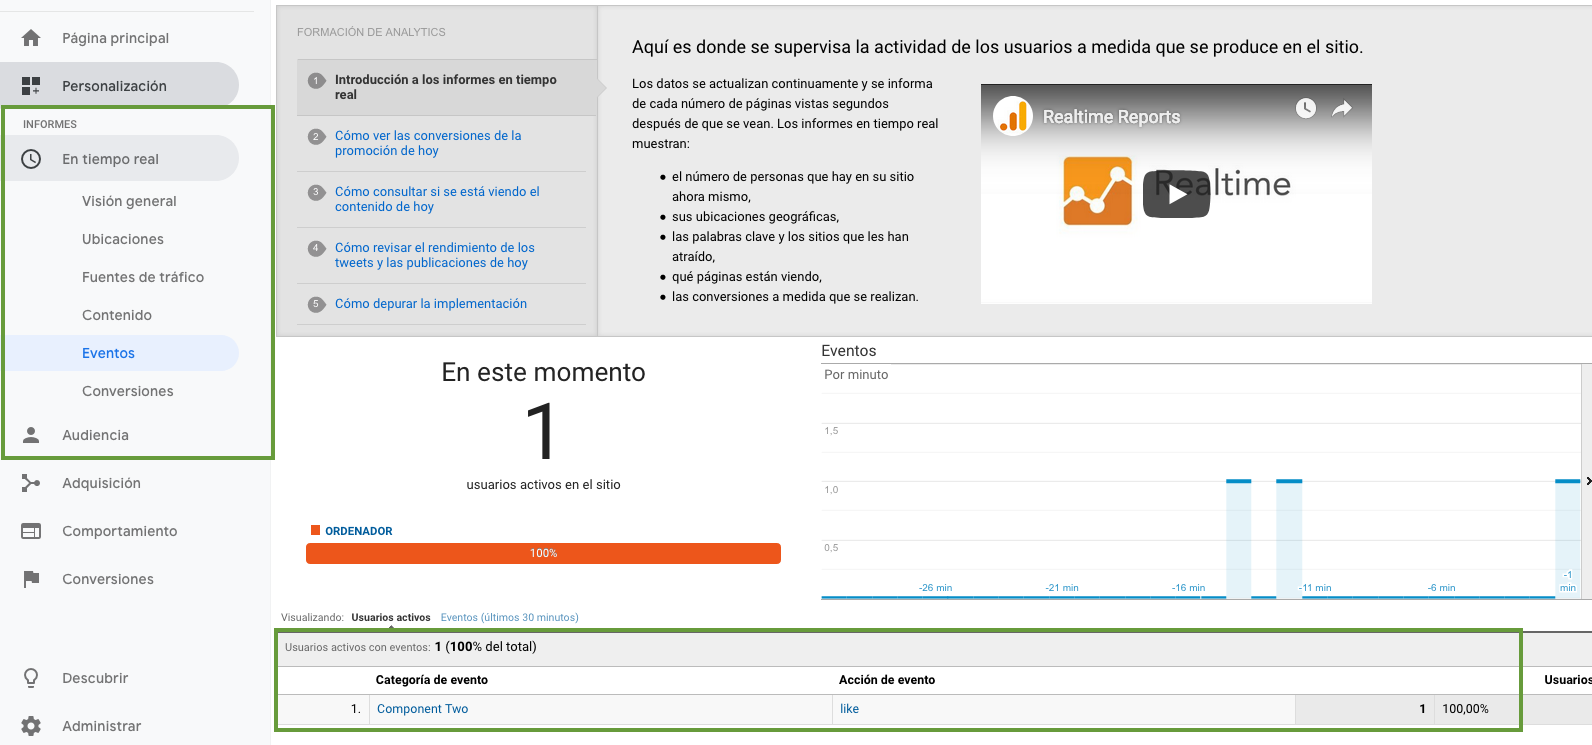 Página principal
Personalización
INFORMES
En tiempo real
Visión general
Ubicaciones
Fuentes de tráfico
Contenido
Eventos
Conversiones
Audiencia
Adquisición
Comportamiento
Conversiones
Descubrir
Administrar
FORMACIÓN DE ANALYTICS
1 Introducción a los informes en tiempo
real
2 Cómo ver las conversiones de la
promoción de hoy
3 Cómo consultar si se está viendo el
contenido de hoy
4 Cómo revisar el rendimiento de los
tweets y las publicaciones de hoy
5 Cómo depurar la implementación
Aquí es donde se supervisa la actividad de los usuarios a medida que se produce en el sitio.
Los datos se actualizan continuamente y se informa
de cada número de páginas vistas segundos
después de que se vean. Los informes en tiempo real
muestran:
• el número de personas que hay en su sitio
ahora mismo,
• sus ubicaciones geográficas,
• las palabras clave y los sitios que les han
atraído,
• qué páginas están viendo,
• las conversiones a medida que se realizan.
Realtime Reports
Realtime
En este momento
1
usuarios activos en el sitio
ORDENADOR
100%
Eventos
Por minuto
1,5
1,0
0,5
-26 min -21 min -16 min -11 min -6 min -1
min
Visualizando: Usuarios activos Eventos (últimos 30 minutos)
Usuarios activos con eventos: 1 (100% del total)
Categoría de evento Acción de evento Usuarios
1. Component Two like 1 100,00%